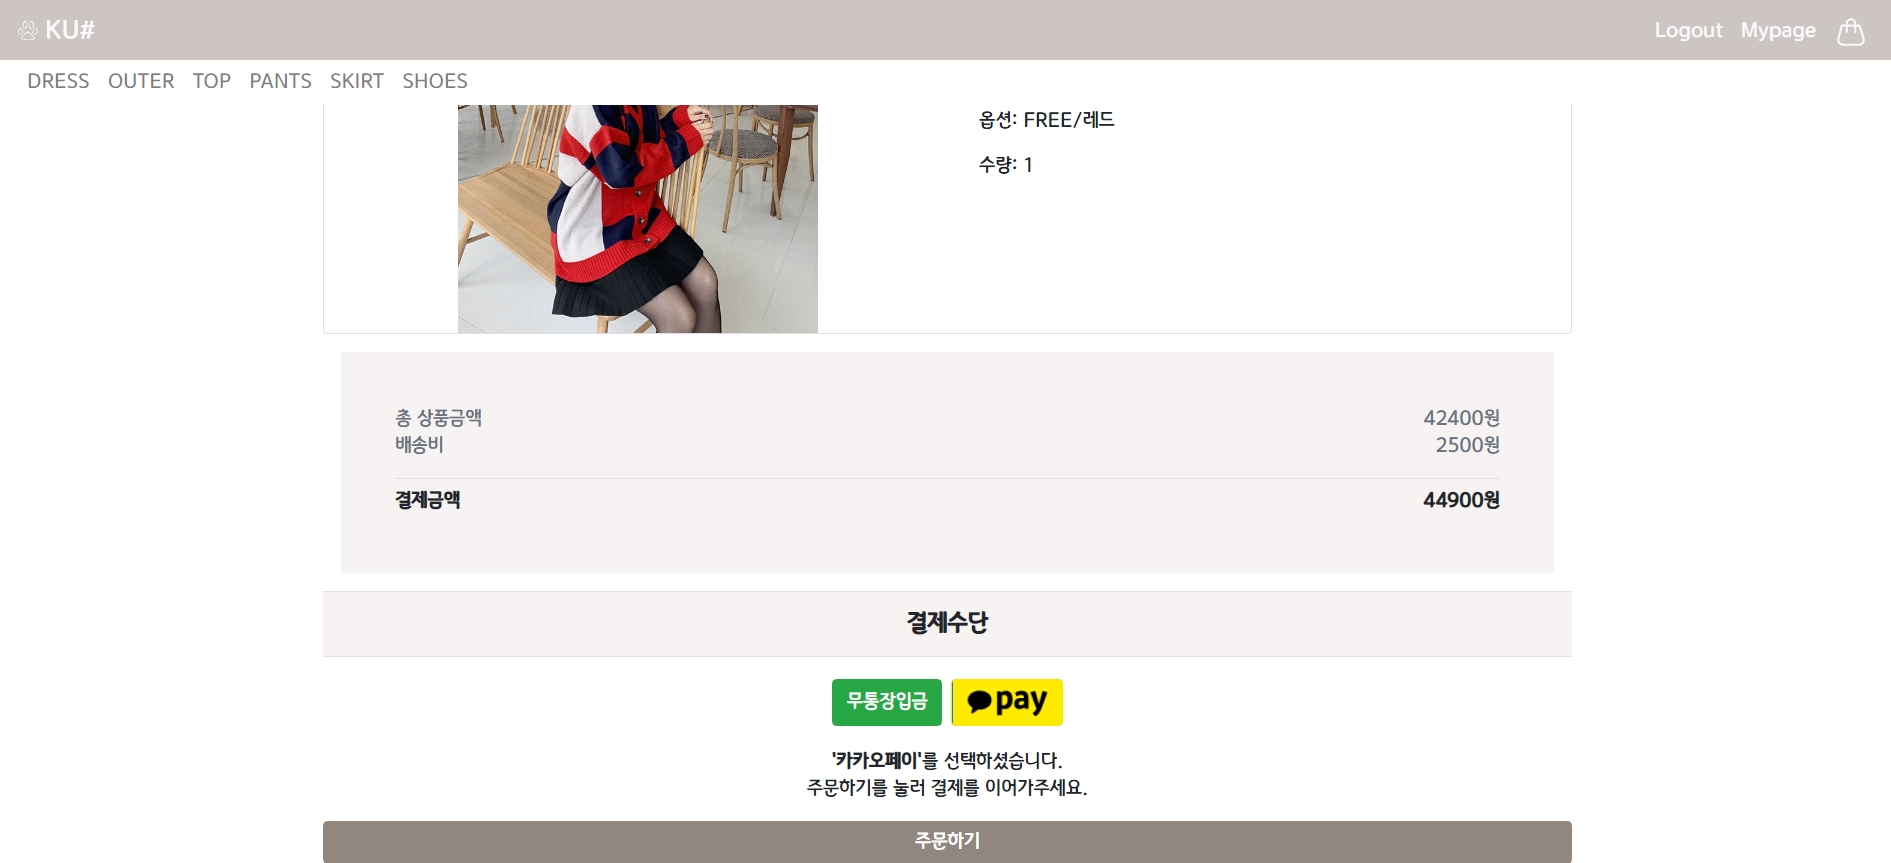 KU#
Logout Mypage
DRESS OUTER TOP PANTS SKIRT SHOES
옵션: FREE/레드
수량: 1
총 상품금액 42400원
배송비 2500원
결제금액 44900원
결제수단
무통장입금 pay
'카카오페이'를 선택하셨습니다.
주문하기를 눌러 결제를 이어가주세요.
주문하기